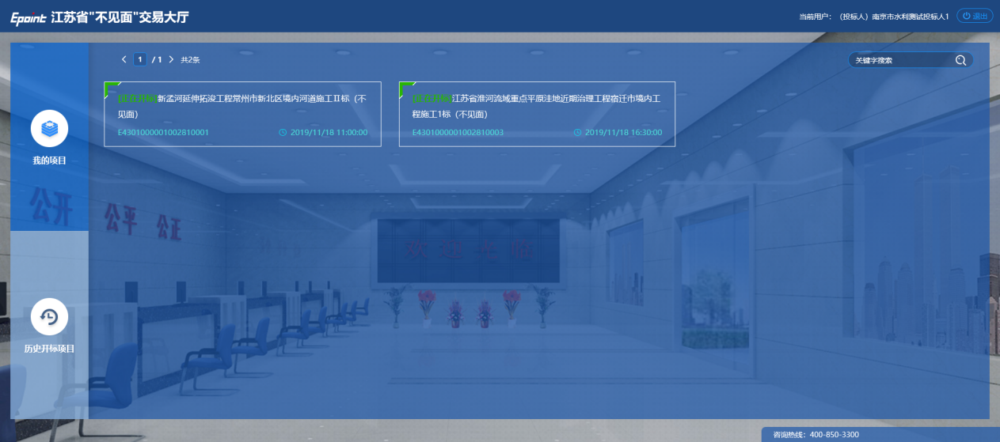 Epoint 江苏省"不见面"交易大厅
当前用户：（投标人）南京市水利测试投标人1
退出
1 / 1 共2条
关键字搜索
[正在开标]新孟河延伸拓浚工程常州市新北区境内河道施工II标（不
见面）
E4301000001002810001 2019/11/18 11:00:00
[正在开标]江苏省淮河流域重点平原洼地近期治理工程宿迁市境内工
程施工1标（不见面）
E4301000001002810003 2019/11/18 16:30:00
我的项目
公开
公平 公正
欢迎光临
历史开标项目
咨询热线：400-850-3300